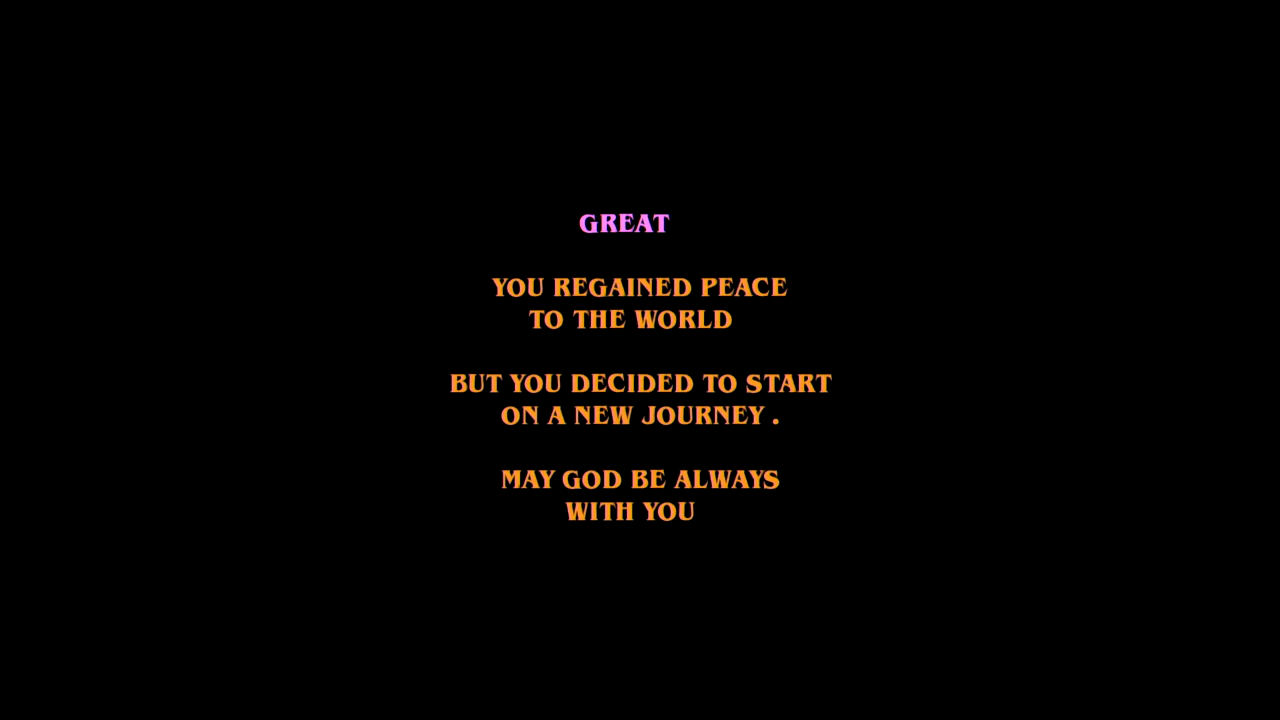 GREAT
YOU REGAINED PEACE
TO THE WORLD
BUT YOU DECIDED TO START
ON A NEW JOURNEY .
MAY GOD BE ALWAYS
WITH YOU